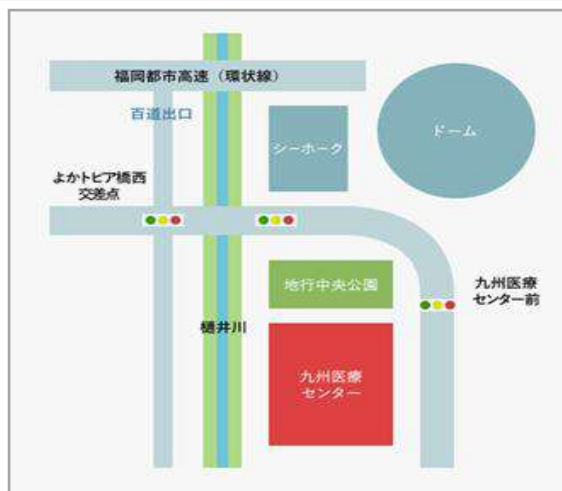 福岡都市高速（環状線）
百道出口
シーホーク
ドーム
よかトピア橋西
交差点
地行中央公園
九州医療
センター前
樋井川
九州医療
センター